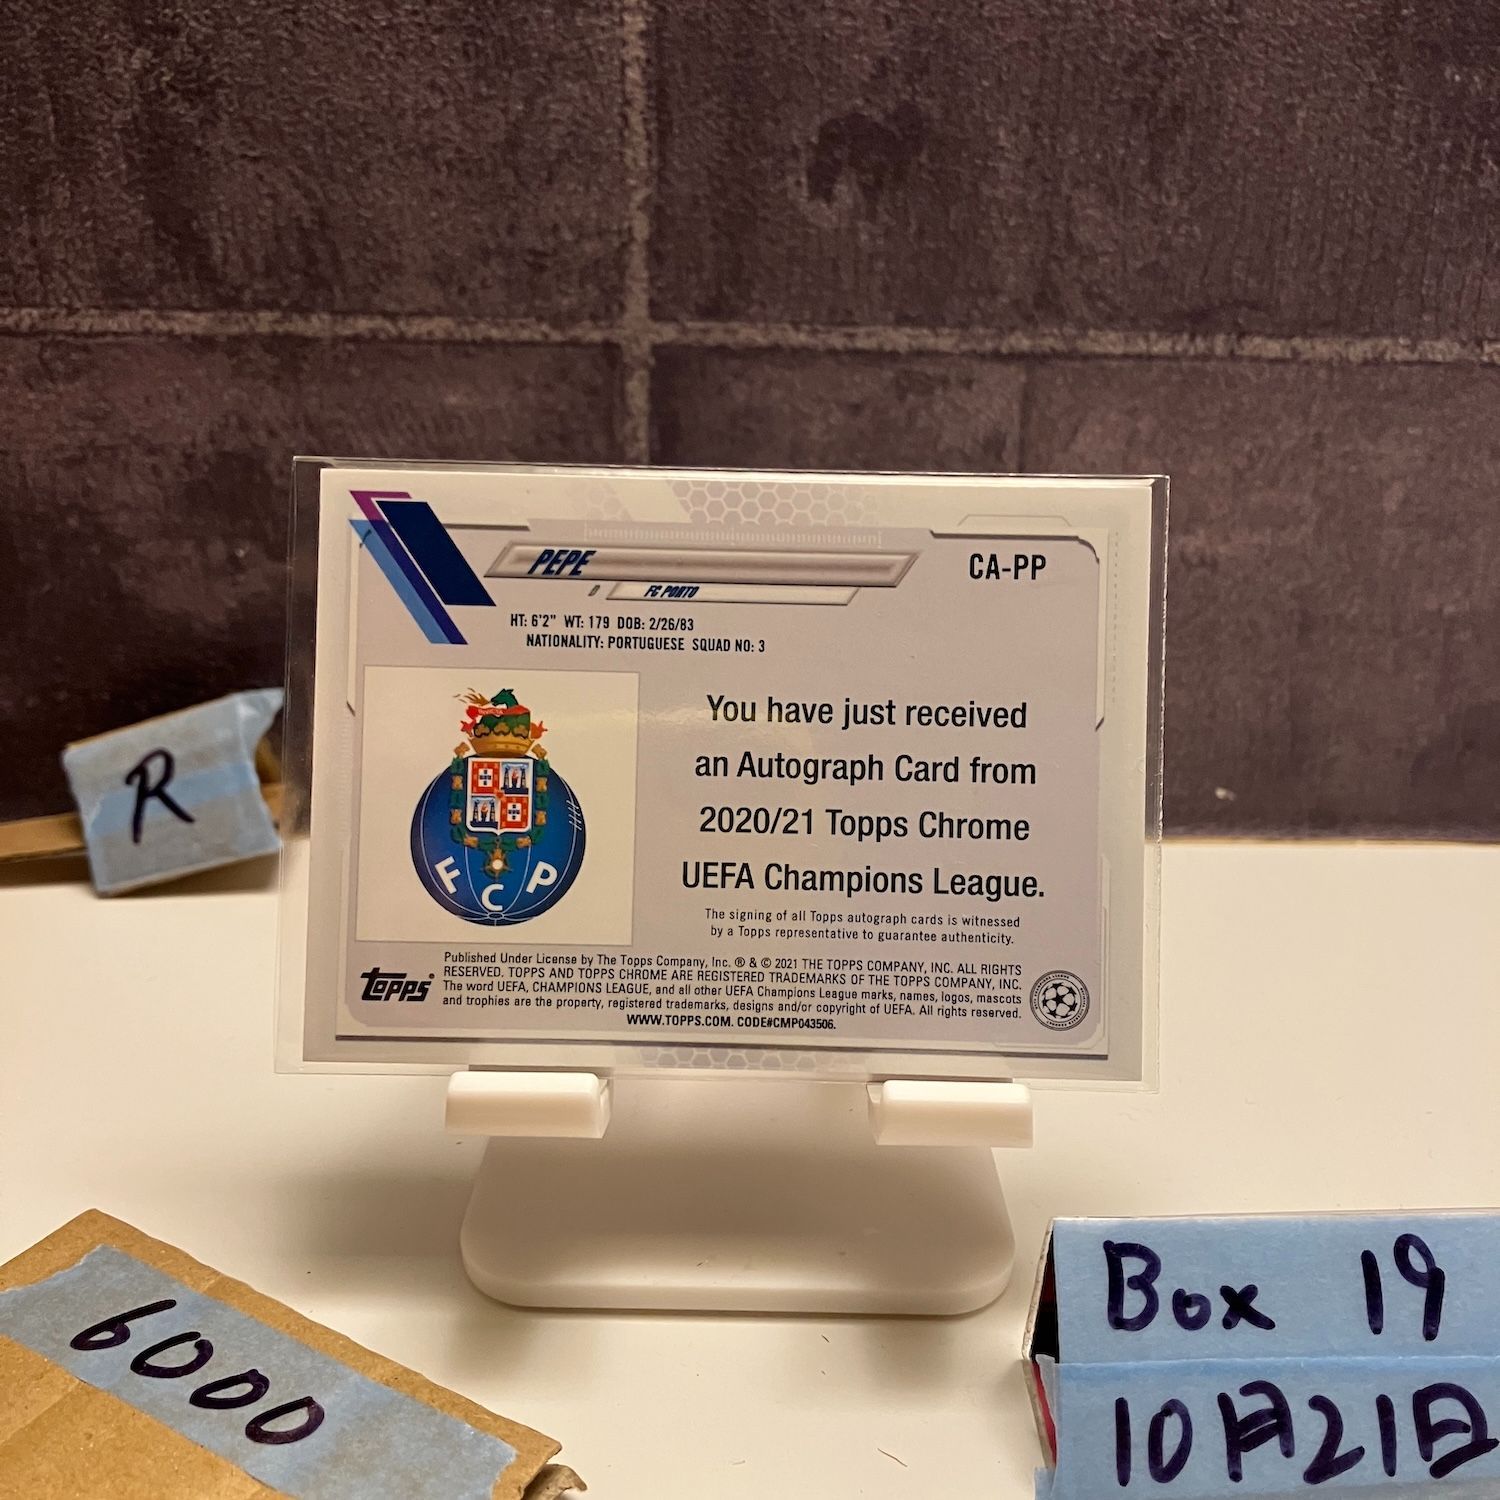 PEPE
CA-PP
D FC PORTO
HT: 6'2" WT: 179 DOB: 2/26/83
NATIONALITY: PORTUGUESE SQUAD NO: 3
You have just received
an Autograph Card from
2020/21 Topps Chrome
UEFA Champions League.
The signing of all Topps autograph cards is witnessed
by a Topps representative to guarantee authenticity.
FCP
topps®
Published Under License by The Topps Company, Inc. ® & © 2021 THE TOPPS COMPANY, INC. ALL RIGHTS
RESERVED. TOPPS AND TOPPS CHROME ARE REGISTERED TRADEMARKS OF THE TOPPS COMPANY, INC.
The word UEFA, CHAMPIONS LEAGUE, and all other UEFA Champions League marks, names, logos, mascots
and trophies are the property, registered trademarks, designs and/or copyright of UEFA. All rights reserved.
WWW.TOPPS.COM. CODE#CMP043506.
R
6000
Box 19
10月21日